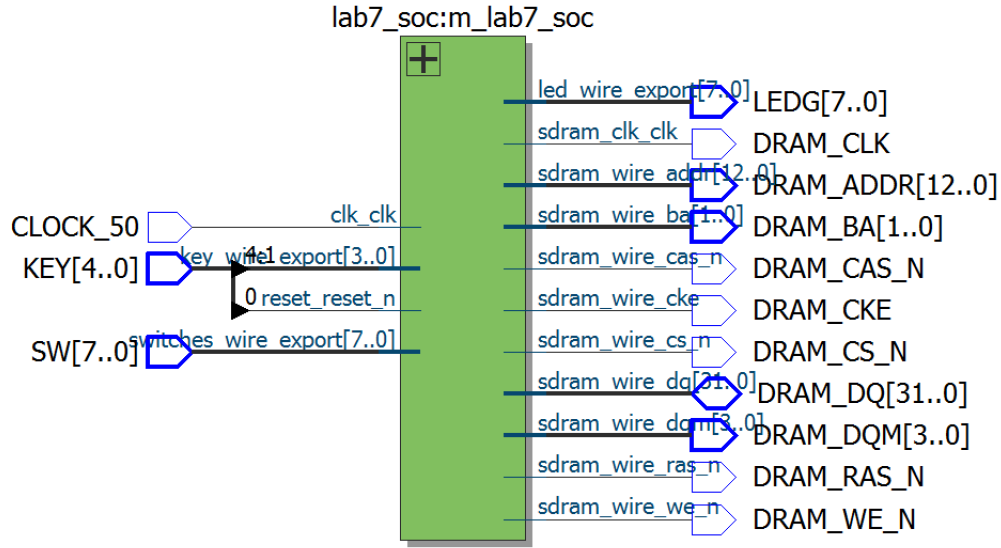 lab7_soc:m_lab7_soc
led_wire_export[7..0]
LEDG[7..0]
sdram_clk_clk
DRAM_CLK
sdram_wire_addr[12..0]
DRAM_ADDR[12..0]
CLOCK_50
clk_clk
sdram_wire_ba[1..0]
DRAM_BA[1..0]
KEY[4..0]
key_wire_export[3..0]
4:1
sdram_wire_cas_n
DRAM_CAS_N
0
reset_reset_n
sdram_wire_cke
DRAM_CKE
SW[7..0]
switches_wire_export[7..0]
sdram_wire_cs_n
DRAM_CS_N
sdram_wire_dq[31..0]
DRAM_DQ[31..0]
sdram_wire_dqm[3..0]
DRAM_DQM[3..0]
sdram_wire_ras_n
DRAM_RAS_N
sdram_wire_we_n
DRAM_WE_N